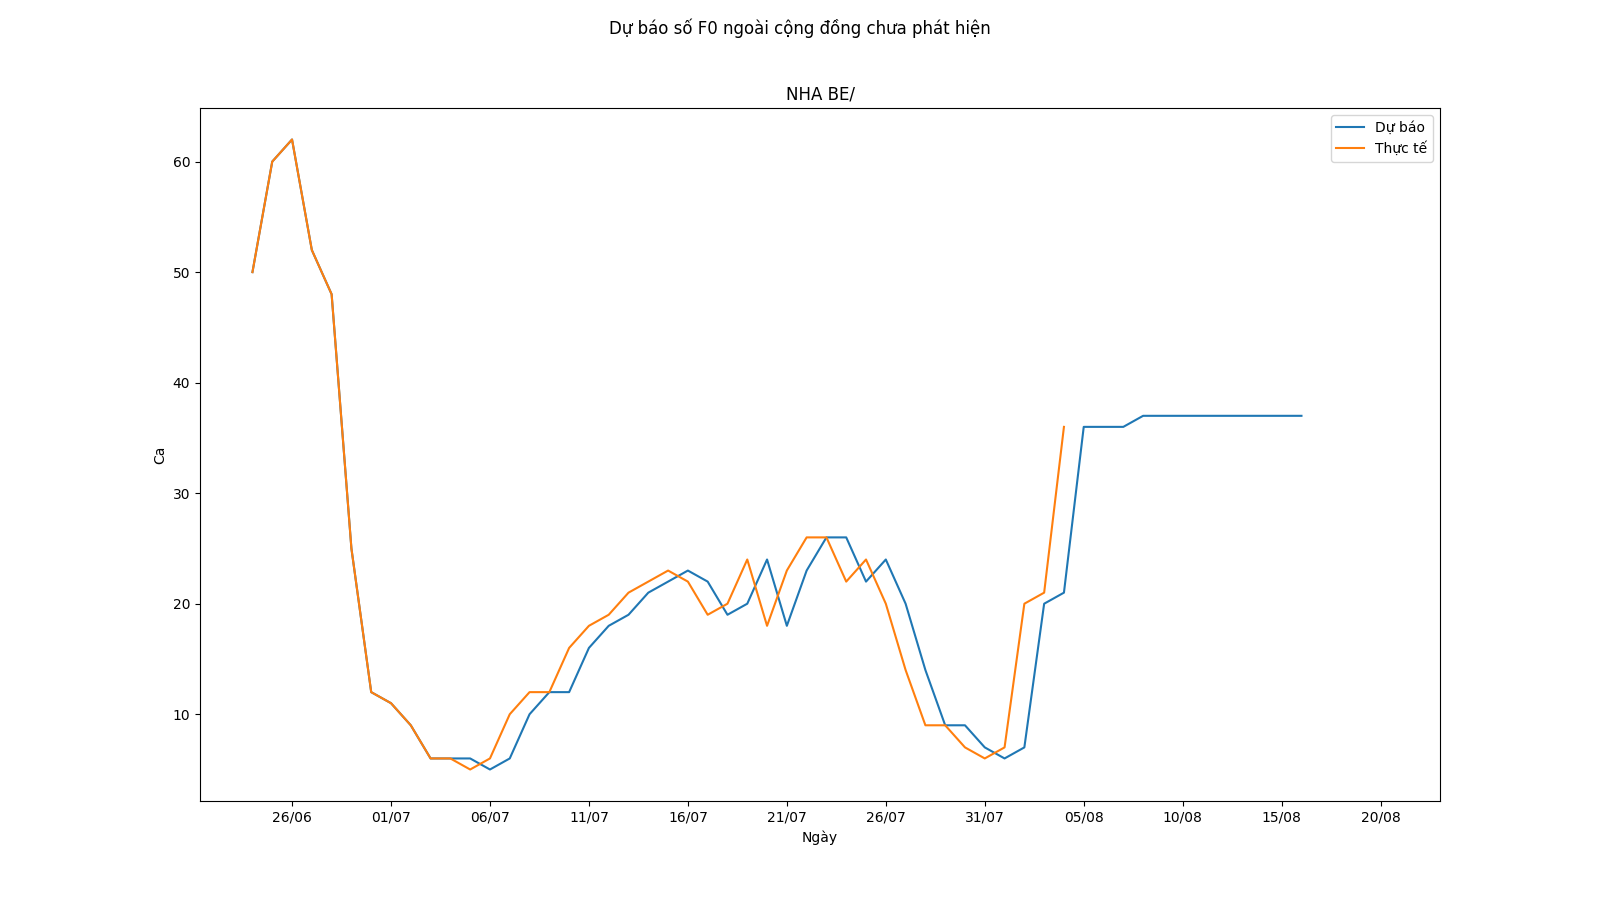 Dự báo số F0 ngoài cộng đồng chưa phát hiện
NHA BE/
Dự báo
Thực tế
60
50
40
30
20
10
Ca
26/06 01/07 06/07 11/07 16/07 21/07 26/07 31/07 05/08 10/08 15/08 20/08
Ngày